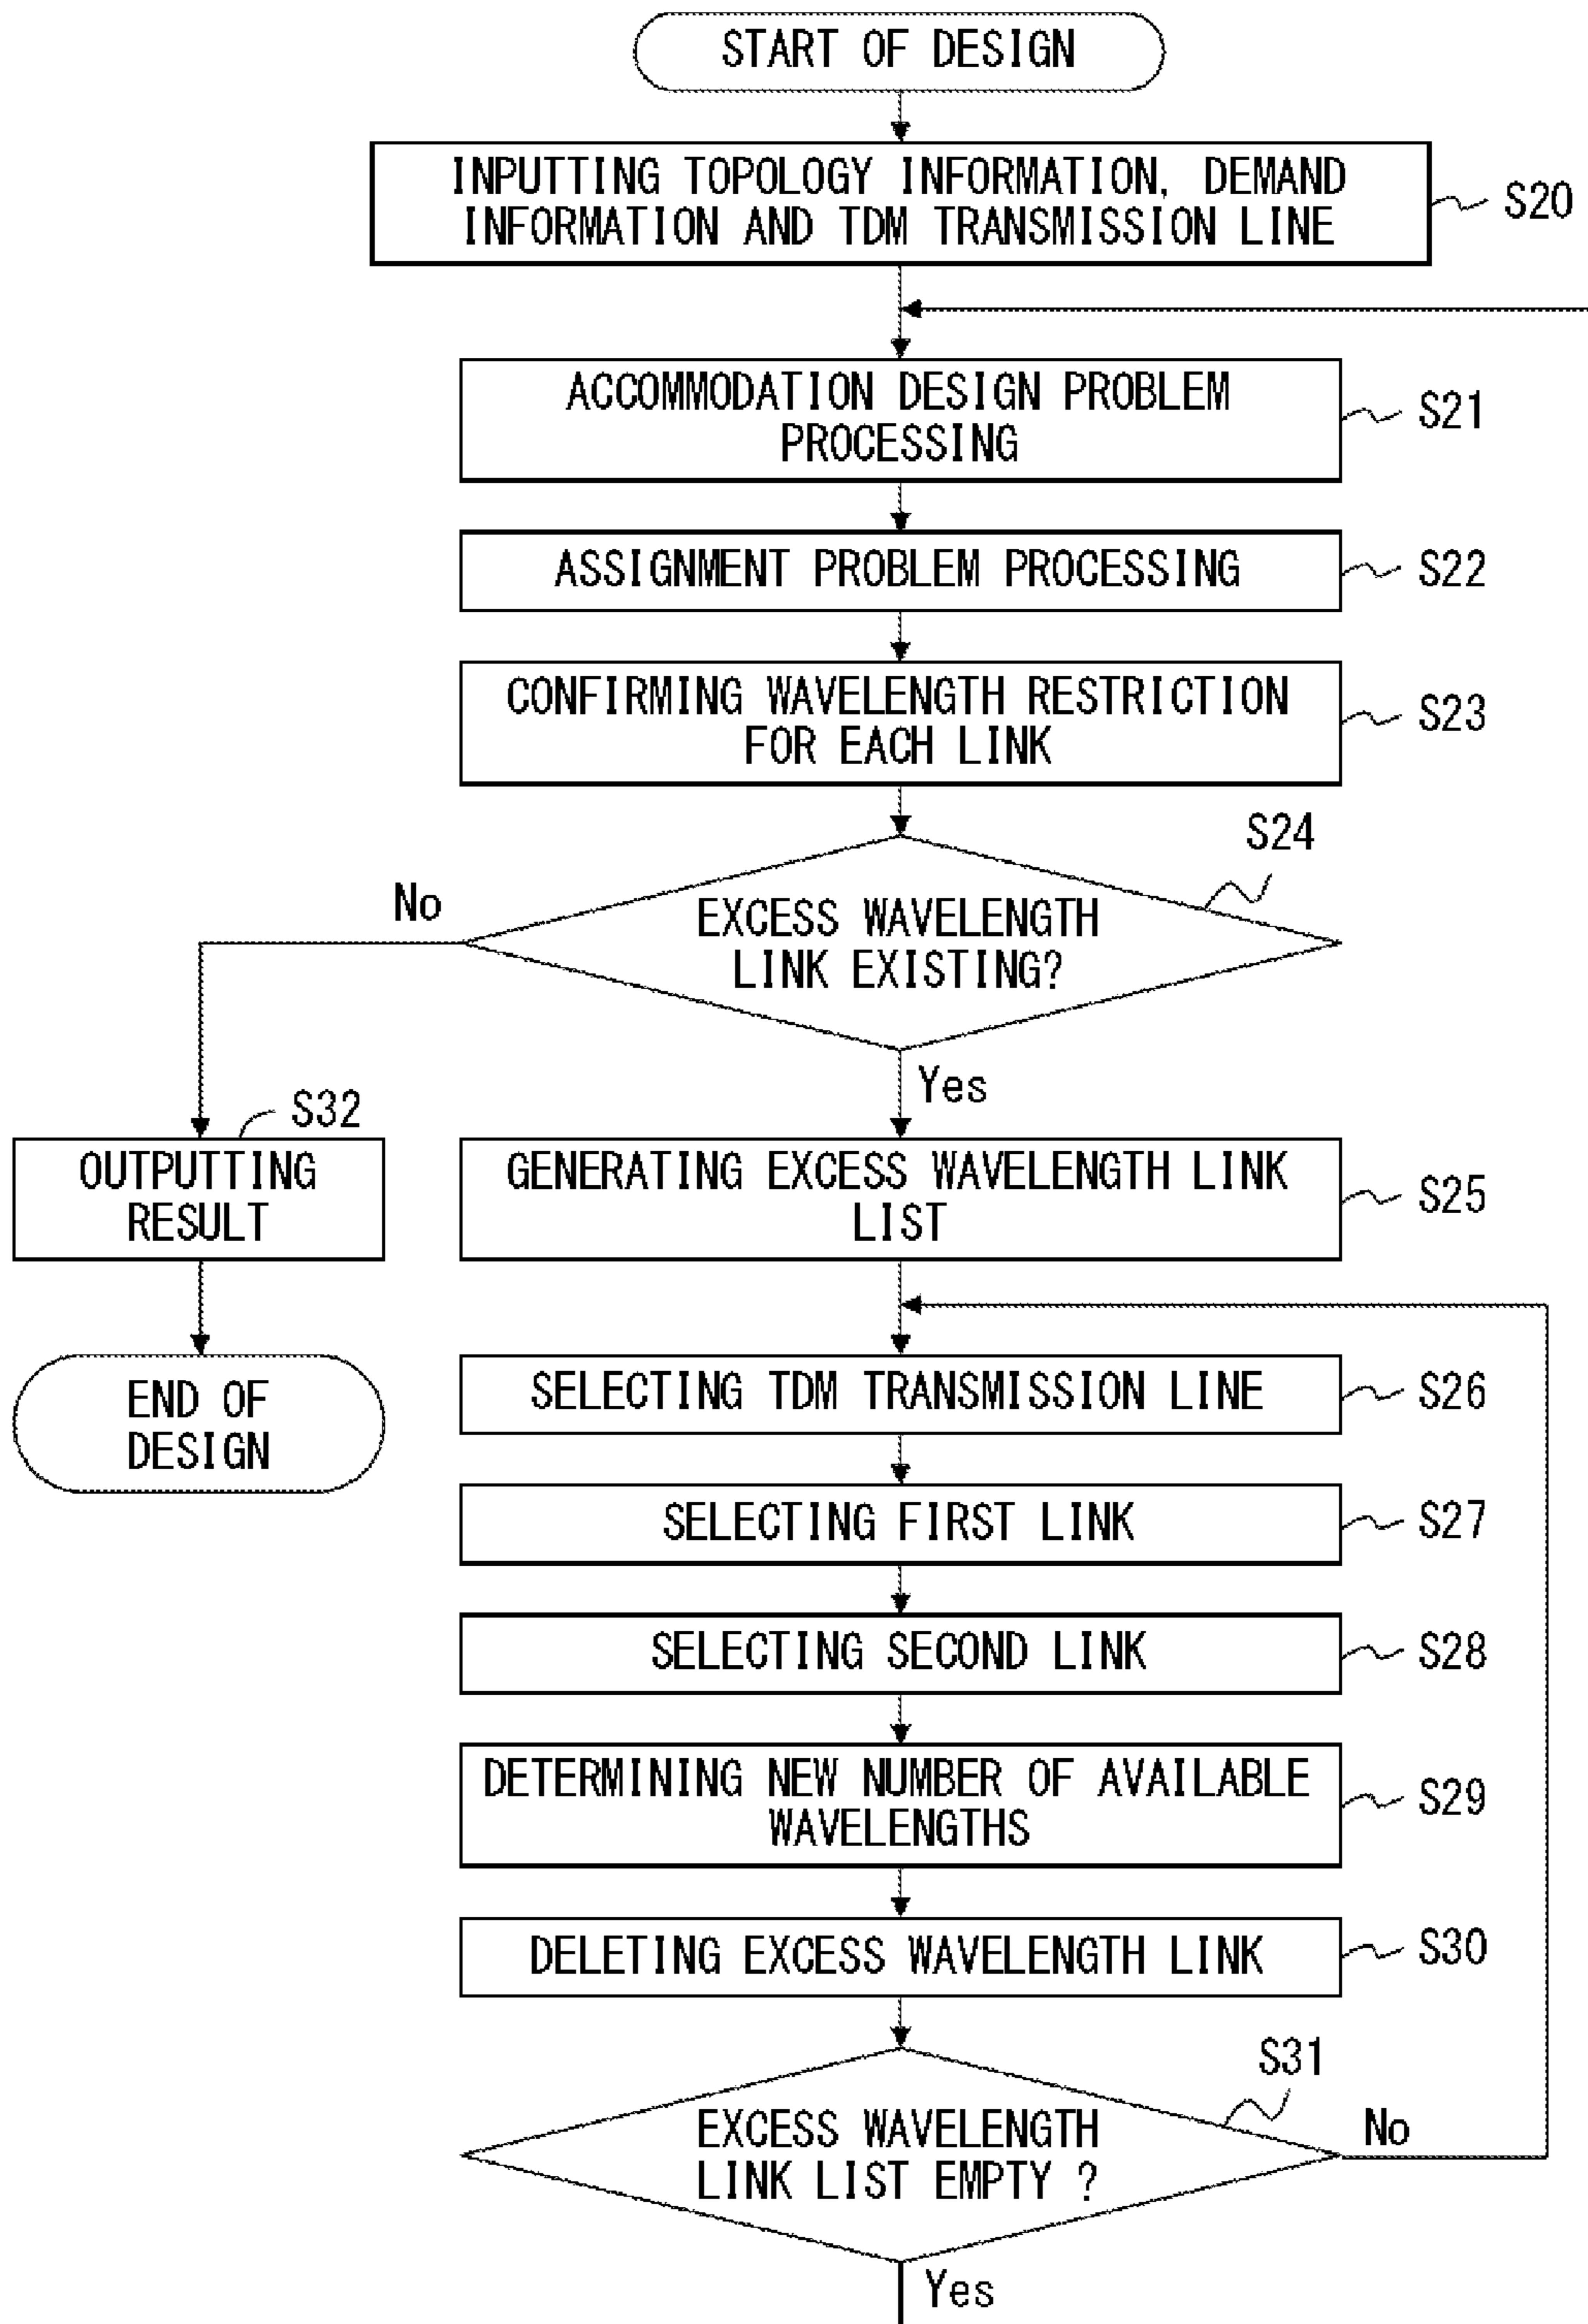 START OF DESIGN
INPUTTING TOPOLOGY INFORMATION, DEMAND
INFORMATION AND TDM TRANSMISSION LINE
S20
ACCOMMODATION DESIGN PROBLEM
PROCESSING
S21
ASSIGNMENT PROBLEM PROCESSING
S22
CONFIRMING WAVELENGTH RESTRICTION
FOR EACH LINK
S23
S24
No
EXCESS WAVELENGTH
LINK EXISTING?
Yes
S32
OUTPUTTING
RESULT
GENERATING EXCESS WAVELENGTH LINK
LIST
S25
END OF
DESIGN
SELECTING TDM TRANSMISSION LINE
S26
SELECTING FIRST LINK
S27
SELECTING SECOND LINK
S28
DETERMINING NEW NUMBER OF AVAILABLE
WAVELENGTHS
S29
DELETING EXCESS WAVELENGTH LINK
S30
S31
EXCESS WAVELENGTH
LINK LIST EMPTY ?
No
Yes